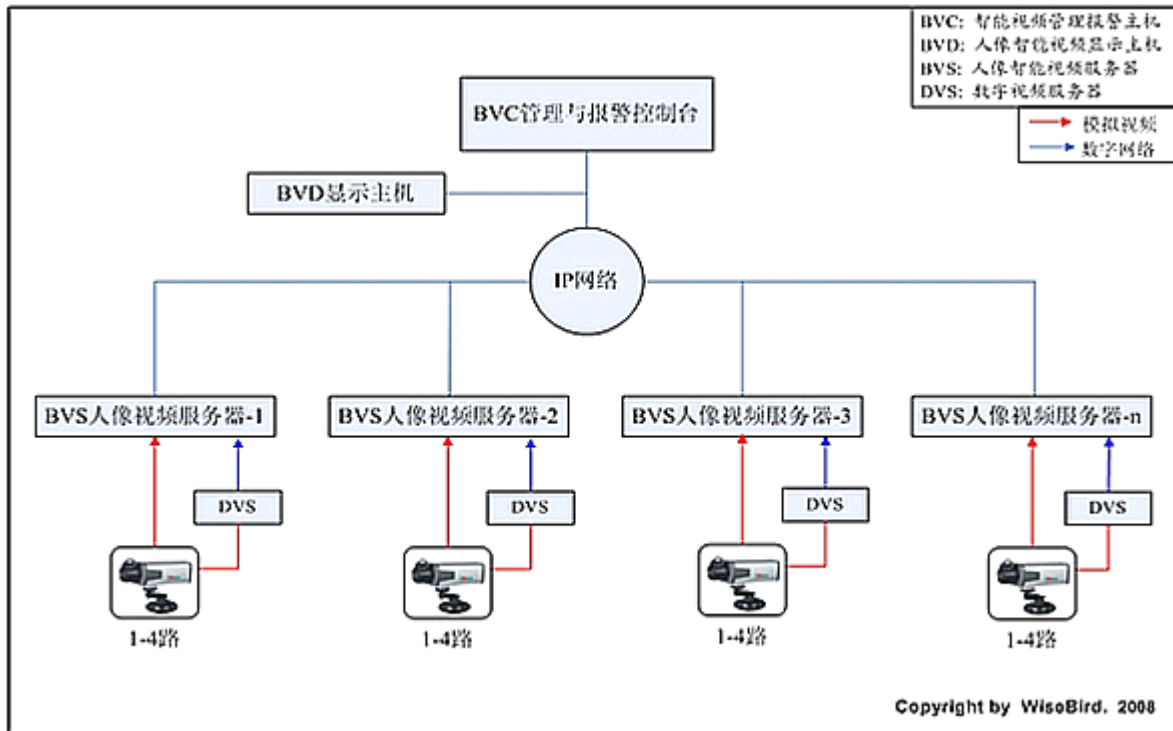 BVC: 智能视频管理报警主机
BVD: 人像智能视频显示主机
BVS: 人像智能视频服务器
DVS: 数字视频服务器
模拟视频
数字网络
BVC管理与报警控制台
BVD显示主机
IP网络
BVS人像视频服务器-1
BVS人像视频服务器-2
BVS人像视频服务器-3
BVS人像视频服务器-n
DVS
DVS
DVS
DVS
1-4路
1-4路
1-4路
1-4路
Copyright by WisoBird. 2008